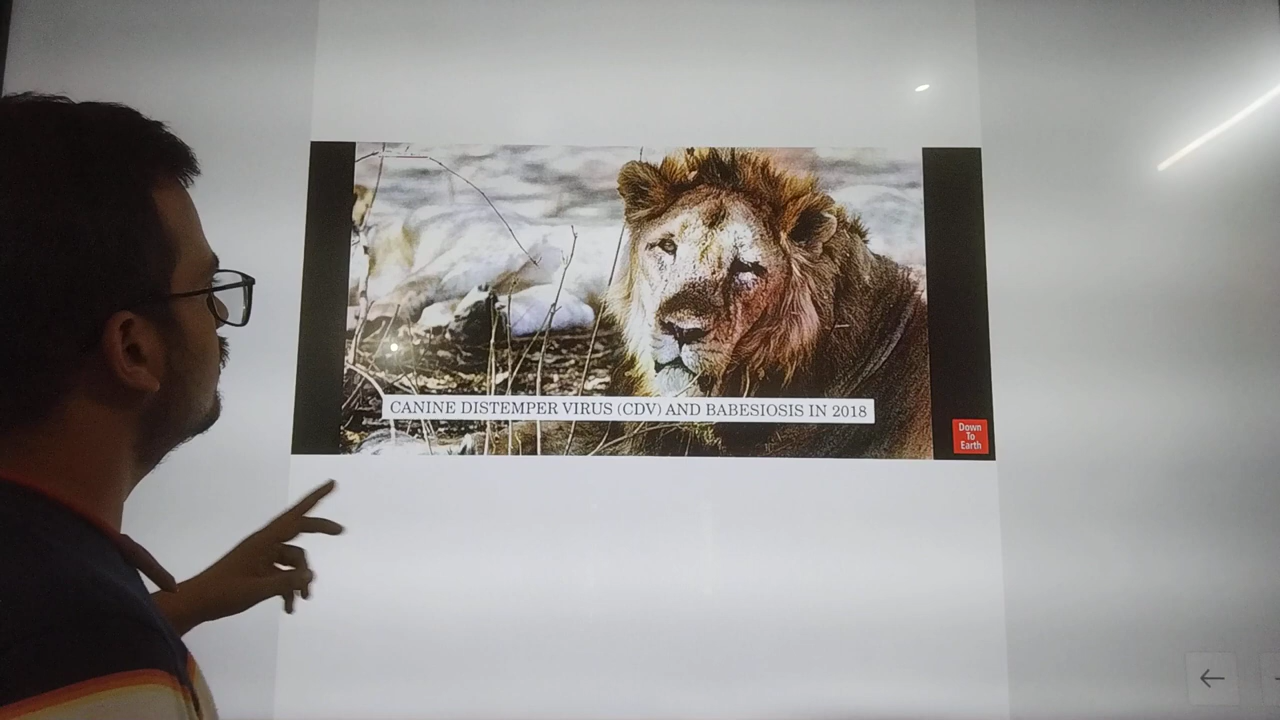 CANINE DISTEMPER VIRUS (CDV) AND BABESIOSIS IN 2018
Down
To
Earth